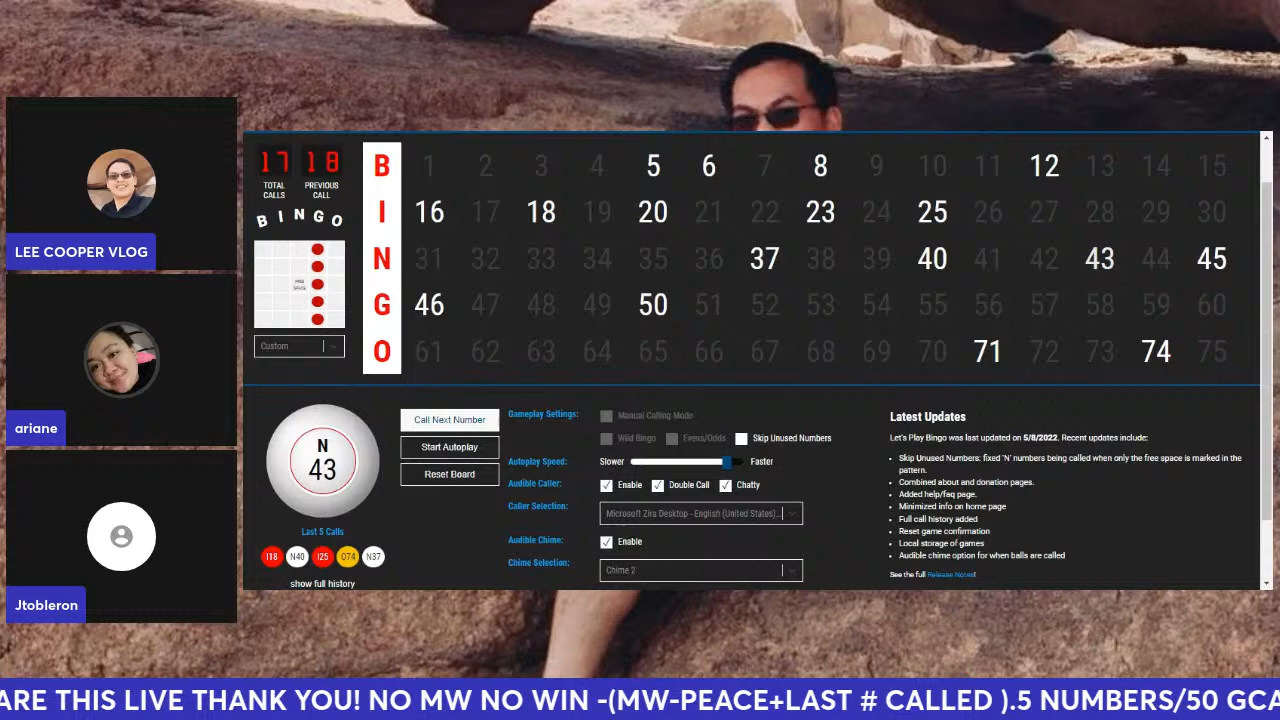 LEE COOPER VLOG
ariane
Jtobleron
17 18
TOTAL CALLS
PREVIOUS CALL
BINGO
FREE SPACE
Custom
B 1 2 3 4 5 6 7 8 9 10 11 12 13 14 15
I 16 17 18 19 20 21 22 23 24 25 26 27 28 29 30
N 31 32 33 34 35 36 37 38 39 40 41 42 43 44 45
G 46 47 48 49 50 51 52 53 54 55 56 57 58 59 60
O 61 62 63 64 65 66 67 68 69 70 71 72 73 74 75
N
43
Last 5 Calls
I18 N40 I25 O74 N37
show full history
Call Next Number
Start Autoplay
Reset Board
Gameplay Settings:
Manual Calling Mode
Wild Bingo Evens/Odds Skip Unused Numbers
Autoplay Speed: Slower Faster
Audible Caller: Enable Double Call Chatty
Caller Selection: Microsoft Zira Desktop - English (United States)...
Audible Chime: Enable
Chime Selection: Chime 2
Latest Updates
Let's Play Bingo was last updated on 5/8/2022. Recent updates include:
Skip Unused Numbers: fixed 'N' numbers being called when only the free space is marked in the
pattern.
Combined about and donation pages.
Added help/faq page.
Minimized info on home page
Full call history added
Reset game confirmation
Local storage of games
Audible chime option for when balls are called
See the full Release Notes!
ARE THIS LIVE THANK YOU! NO MW NO WIN -(MW-PEACE+LAST # CALLED ).5 NUMBERS/50 GCA